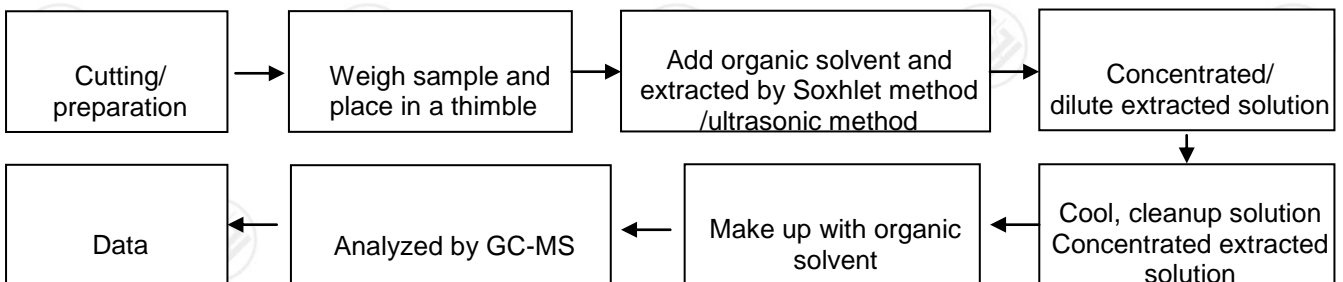 Cutting/
preparation
Weigh sample and
place in a thimble
Add organic solvent and
extracted by Soxhlet method
/ultrasonic method
Concentrated/
dilute extracted solution
Cool, cleanup solution
Concentrated extracted
solution
Make up with organic
solvent
Analyzed by GC-MS
Data